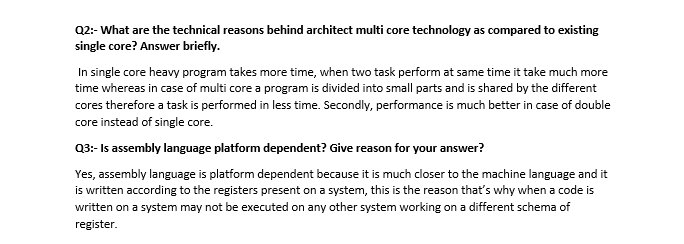 Q2:- What are the technical reasons behind architect multi core technology as compared to existing
single core? Answer briefly.
In single core heavy program takes more time, when two task perform at same time it take much more
time whereas in case of multi core a program is divided into small parts and is shared by the different
cores therefore a task is performed in less time. Secondly, performance is much better in case of double
core instead of single core.
Q3:- Is assembly language platform dependent? Give reason for your answer?
Yes, assembly language is platform dependent because it is much closer to the machine language and it
is written according to the registers present on a system, this is the reason that's why when a code is
written on a system may not be executed on any other system working on a different schema of
register.